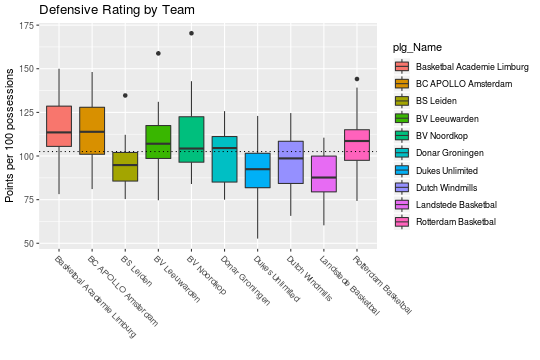 Defensive Rating by Team
Points per 100 possessions
175
150
125
100
75
50
Basketbal Academie Limburg
BC APOLLO Amsterdam
BS Leiden
BV Leeuwarden
BV Noordkop
Donar Groningen
Dukes Unlimited
Dutch Windmills
Landstede Basketbal
Rotterdam Basketbal
plg_Name
Basketbal Academie Limburg
BC APOLLO Amsterdam
BS Leiden
BV Leeuwarden
BV Noordkop
Donar Groningen
Dukes Unlimited
Dutch Windmills
Landstede Basketbal
Rotterdam Basketbal